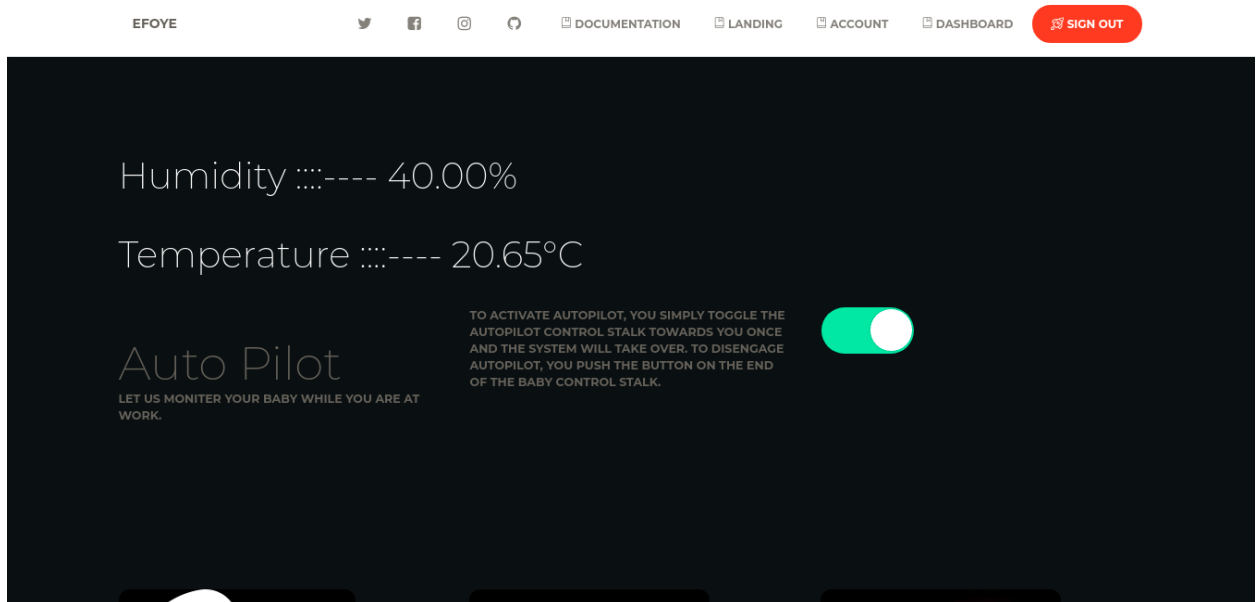 EFOYE DOCUMENTATION LANDING ACCOUNT DASHBOARD SIGN OUT
Humidity ::::---- 40.00%
Temperature ::::---- 20.65°C
Auto Pilot
LET US MONITER YOUR BABY WHILE YOU ARE AT
WORK.
TO ACTIVATE AUTOPILOT, YOU SIMPLY TOGGLE THE
AUTOPILOT CONTROL STALK TOWARDS YOU ONCE
AND THE SYSTEM WILL TAKE OVER. TO DISENGAGE
AUTOPILOT, YOU PUSH THE BUTTON ON THE END
OF THE BABY CONTROL STALK.